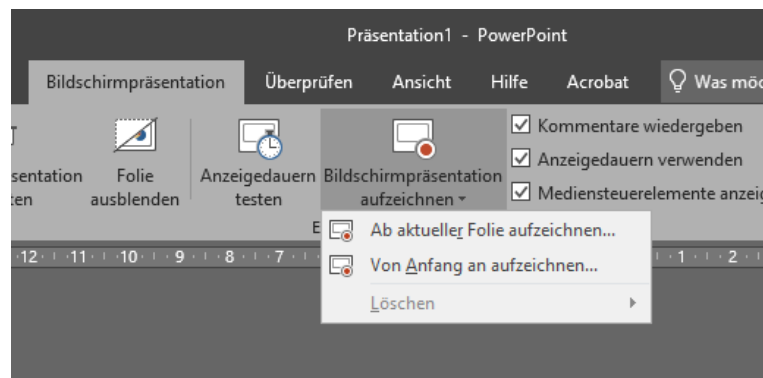 Präsentation1 - PowerPoint
Bildschirmpräsentation Überprüfen Ansicht Hilfe Acrobat Was möc
sentation Folie Anzeigedauern Bildschirmpräsentation
ten ausblenden testen aufzeichnen
Kommentare wiedergeben
Anzeigedauern verwenden
Mediensteuerelemente anzeig
E
12 11 10 9 8 7 1 2
Ab aktueller Folie aufzeichnen...
Von Anfang an aufzeichnen...
Löschen